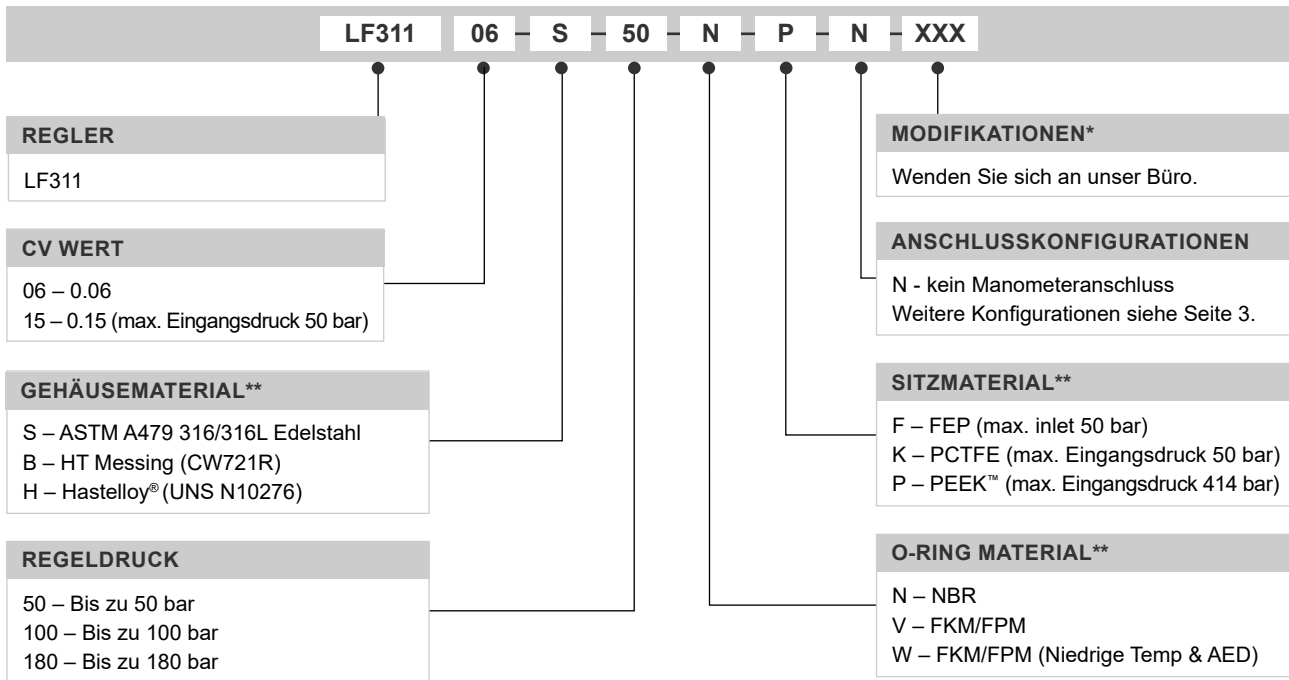 LF311 06 – S – 50 – N – P – N – XXX
REGLER
LF311
CV WERT
06 – 0.06
15 – 0.15 (max. Eingangsdruck 50 bar)
GEHÄUSEMATERIAL**
S – ASTM A479 316/316L Edelstahl
B – HT Messing (CW721R)
H – Hastelloy® (UNS N10276)
REGELDRUCK
50 – Bis zu 50 bar
100 – Bis zu 100 bar
180 – Bis zu 180 bar
MODIFIKATIONEN*
Wenden Sie sich an unser Büro.
ANSCHLUSSKONFIGURATIONEN
N - kein Manometeranschluss
Weitere Konfigurationen siehe Seite 3.
SITZMATERIAL**
F – FEP (max. inlet 50 bar)
K – PCTFE (max. Eingangsdruck 50 bar)
P – PEEK™ (max. Eingangsdruck 414 bar)
O-RING MATERIAL**
N – NBR
V – FKM/FPM
W – FKM/FPM (Niedrige Temp & AED)